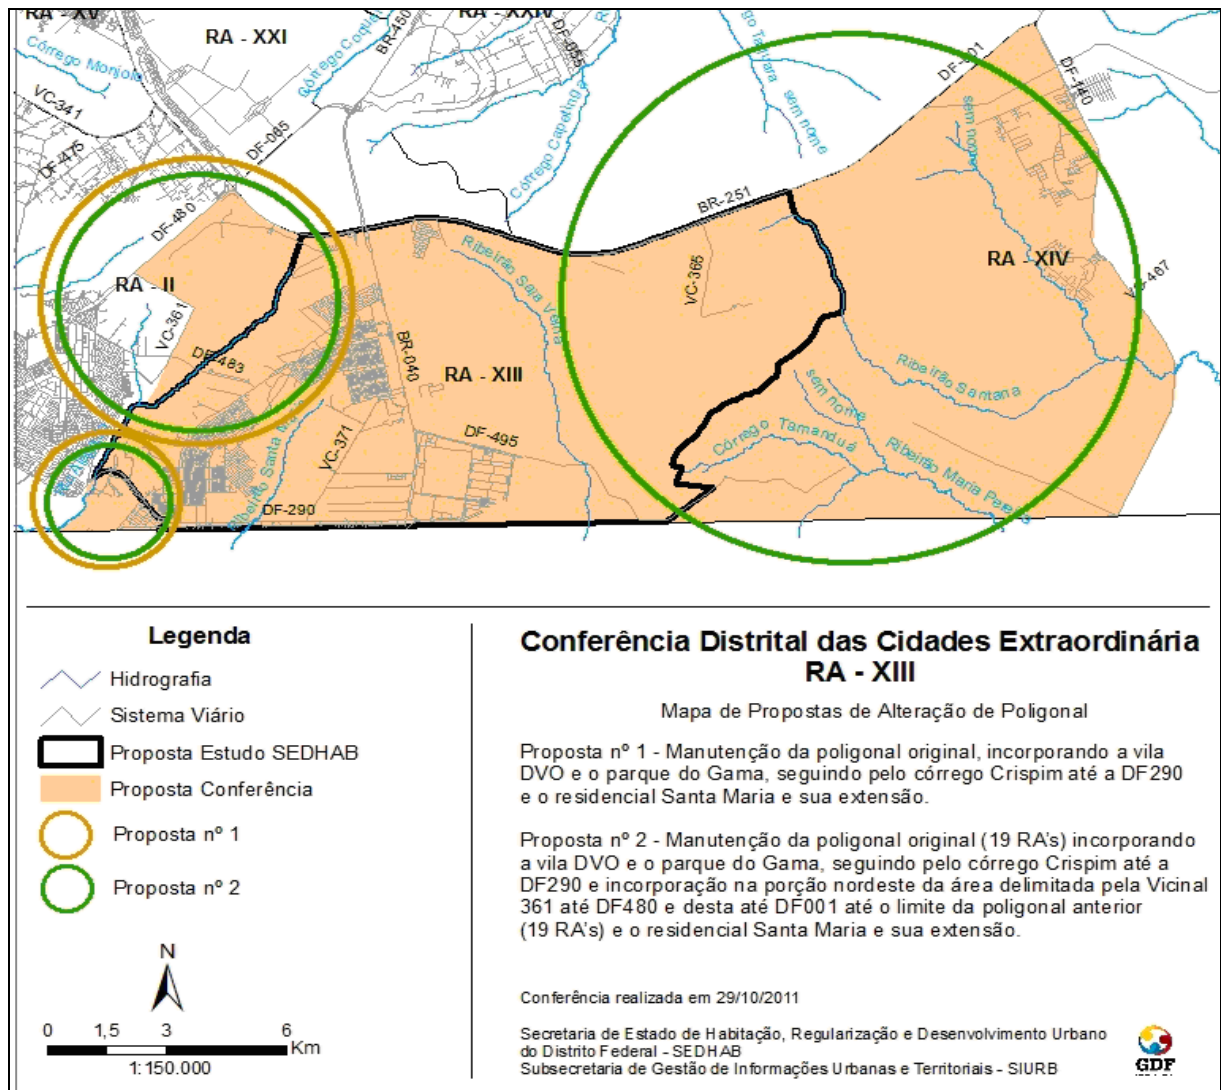 RA - XV
RA - XXI
RA - XXIV
BR-450
DF-055
Córrego Monjolo
VC-341
DF-475
DF-065
Córrego Capetinga
sem nome
DF-001
DF-140
sem nome
DF-480
BR-251
RA - II
VC-361
Ribeirão Saia Velha
VC-365
RA - XIV
VC-467
DF-483
BR-040
RA - XIII
Ribeirão Santana
sem nome
VC-371
DF-495
Córrego Tamanduá
Ribeirão Maria Pereira
DF-290
Legenda
Hidrografia
Sistema Viário
Proposta Estudo SEDHAB
Proposta Conferência
Proposta nº 1
Proposta nº 2
N
0 1,5 3 6
Km
1:150.000
Conferência Distrital das Cidades Extraordinária
RA - XIII
Mapa de Propostas de Alteração de Poligonal
Proposta nº 1 - Manutenção da poligonal original, incorporando a vila
DVO e o parque do Gama, seguindo pelo córrego Crispim até a DF290
e o residencial Santa Maria e sua extensão.
Proposta nº 2 - Manutenção da poligonal original (19 RA's) incorporando
a vila DVO e o parque do Gama, seguindo pelo córrego Crispim até a
DF290 e incorporação na porção nordeste da área delimitada pela Vicinal
361 até DF480 e desta até DF001 até o limite da poligonal anterior
(19 RA's) e o residencial Santa Maria e sua extensão.
Conferência realizada em 29/10/2011
Secretaria de Estado de Habitação, Regularização e Desenvolvimento Urbano
do Distrito Federal - SEDHAB
Subsecretaria de Gestão de Informações Urbanas e Territoriais - SIURB
GDF